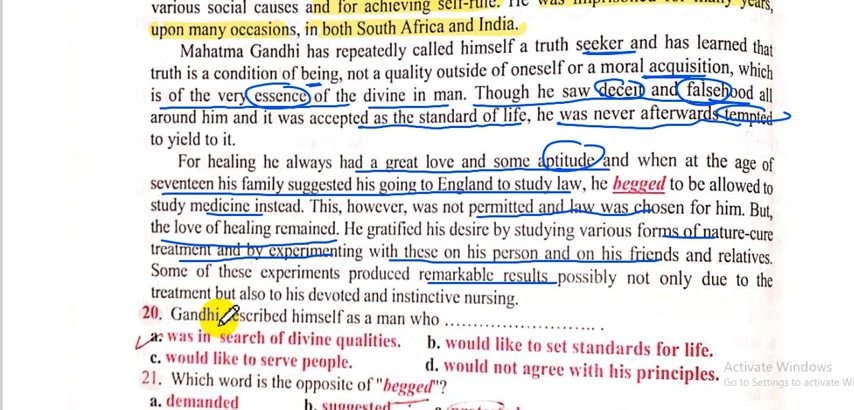 various social causes and for achieving self-rule. He was imprisoned for many years,
upon many occasions, in both South Africa and India.
Mahatma Gandhi has repeatedly called himself a truth seeker and has learned that
truth is a condition of being, not a quality outside of oneself or a moral acquisition, which
is of the very essence of the divine in man. Though he saw deceit and falsehood all
around him and it was accepted as the standard of life, he was never afterwards tempted
to yield to it.
For healing he always had a great love and some aptitude and when at the age of
seventeen his family suggested his going to England to study law, he begged to be allowed to
study medicine instead. This, however, was not permitted and law was chosen for him. But,
the love of healing remained. He gratified his desire by studying various forms of nature-cure
treatment and by experimenting with these on his person and on his friends and relatives.
Some of these experiments produced remarkable results possibly not only due to the
treatment but also to his devoted and instinctive nursing.
20. Gandhi described himself as a man who ............................ .
a. was in search of divine qualities. b. would like to set standards for life.
c. would like to serve people. d. would not agree with his principles.
Activate Windows
Go to Settings to activate Wi
21. Which word is the opposite of "begged"?
a. demanded b. suggested